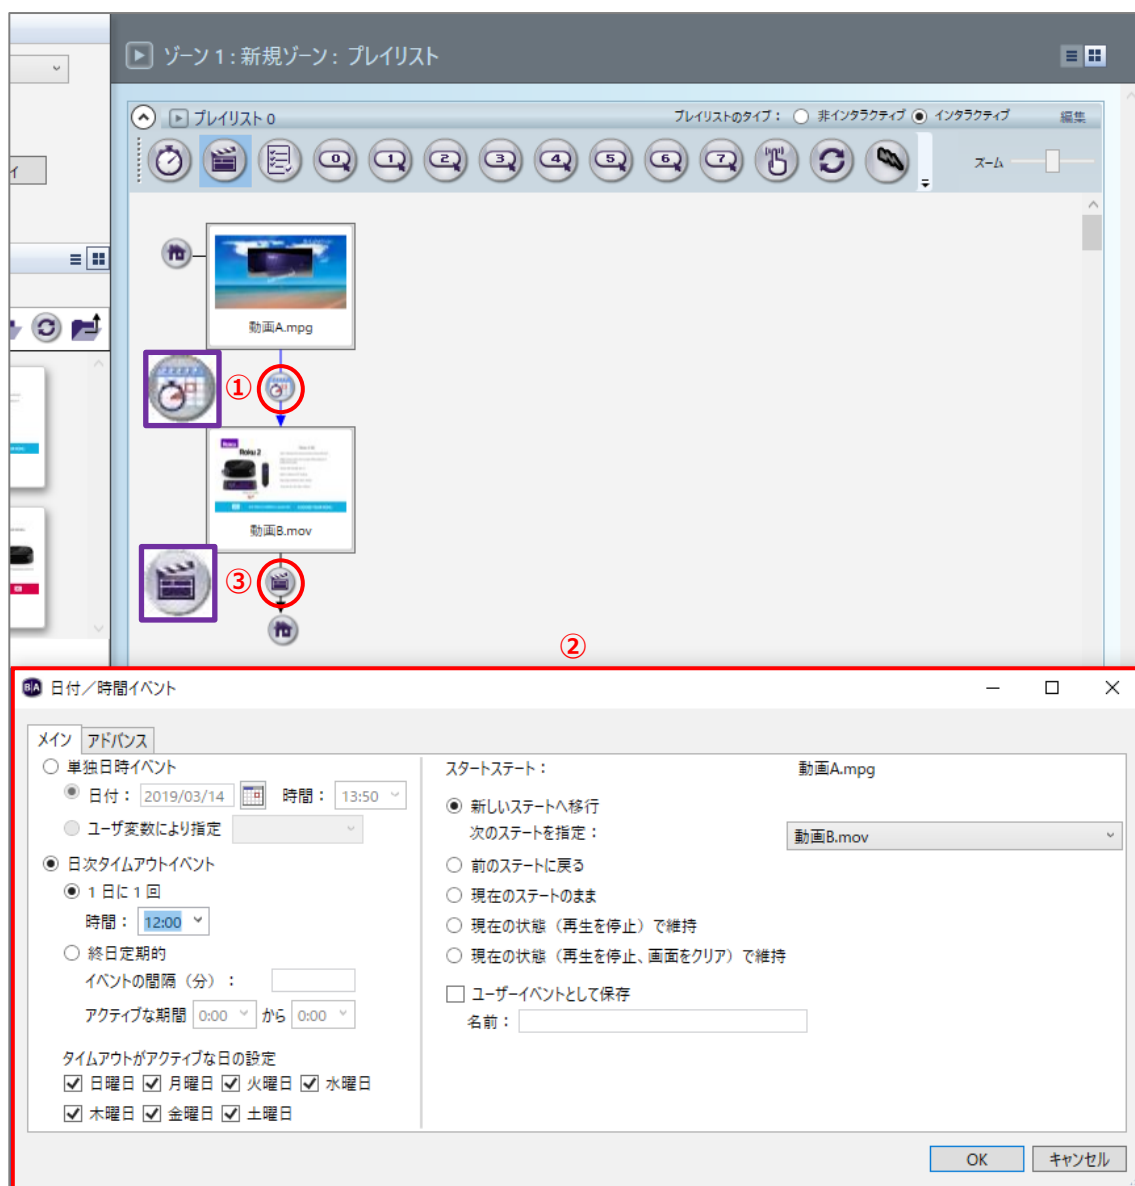 ゾーン 1 : 新規ゾーン : プレイリスト
プレイリスト 0
プレイリストのタイプ : 非インタラクティブ インタラクティブ 編集
0 1 2 3 4 5 6 7
ズーム
イ
動画A.mpg
①
Roku
Roku 2
動画B.mov
③
②
BA 日付／時間イベント
メイン アドバンス
単独日時イベント
日付 : 2019/03/14 時間 : 13:50
ユーザ変数により指定
日次タイムアウトイベント
1 日に 1 回
時間 : 12:00
終日定期的
イベントの間隔（分） :
アクティブな期間 0:00 から 0:00
タイムアウトがアクティブな日の設定
日曜日 月曜日 火曜日 水曜日
木曜日 金曜日 土曜日
スタートステート : 動画A.mpg
新しいステートへ移行
次のステートを指定 : 動画B.mov
前のステートに戻る
現在のステートのまま
現在の状態（再生を停止）で維持
現在の状態（再生を停止、画面をクリア）で維持
ユーザーイベントとして保存
名前 :
OK キャンセル